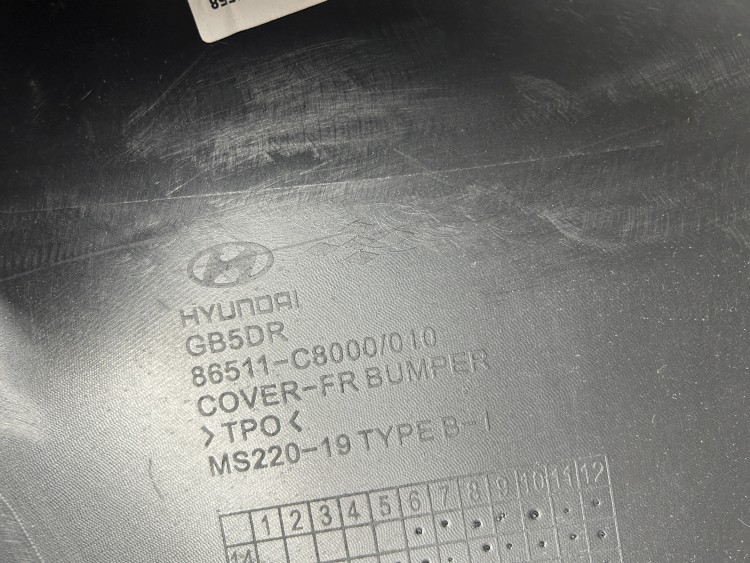 HYUNDAI
GB5DR
86511-C8000/010
COVER-FR BUMPER
>TPO<
MS220-19 TYPE B-1
1 2 3 4 5 6 7 8 9 10 11 12
14